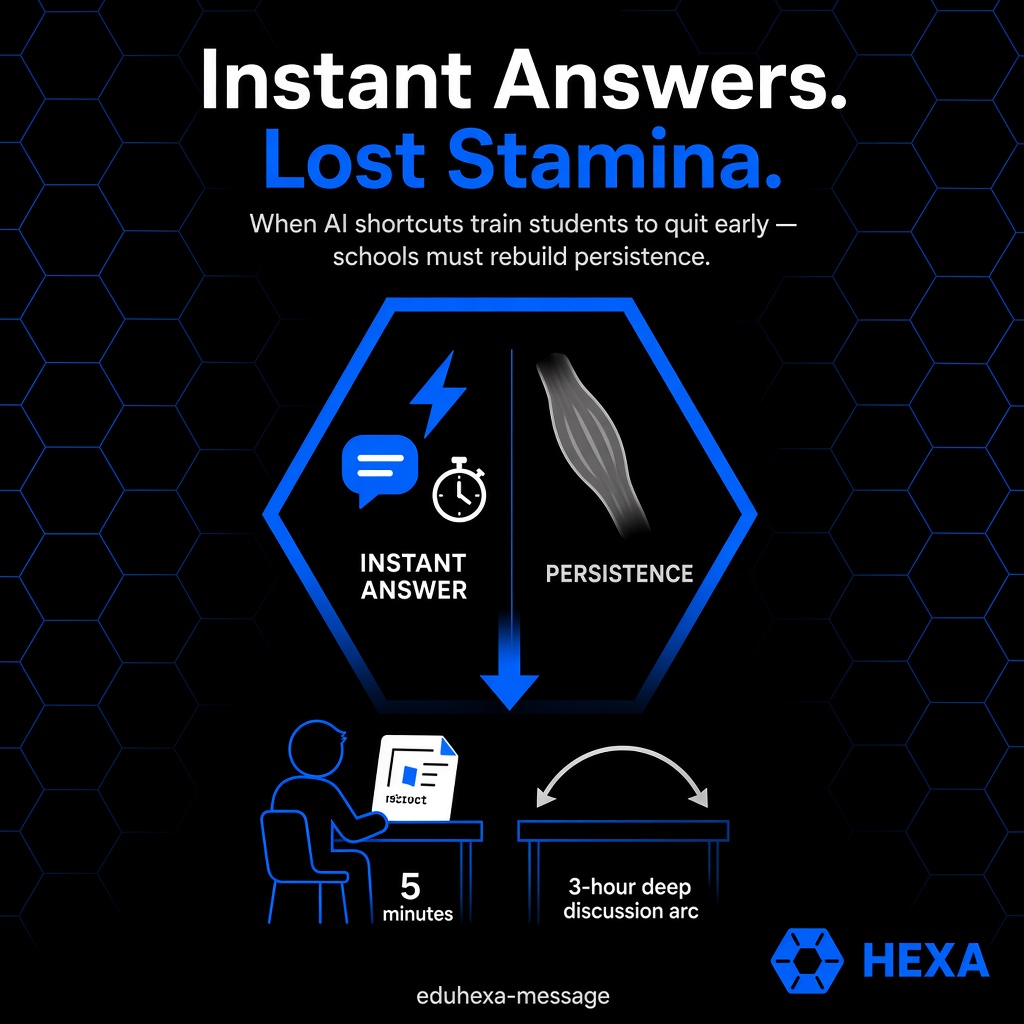 Instant Answers.
Lost Stamina.
When AI shortcuts train students to quit early —
schools must rebuild persistence.
INSTANT
ANSWER
PERSISTENCE
5
minutes
3-hour deep
discussion arc
HEXA
eduhexa-message